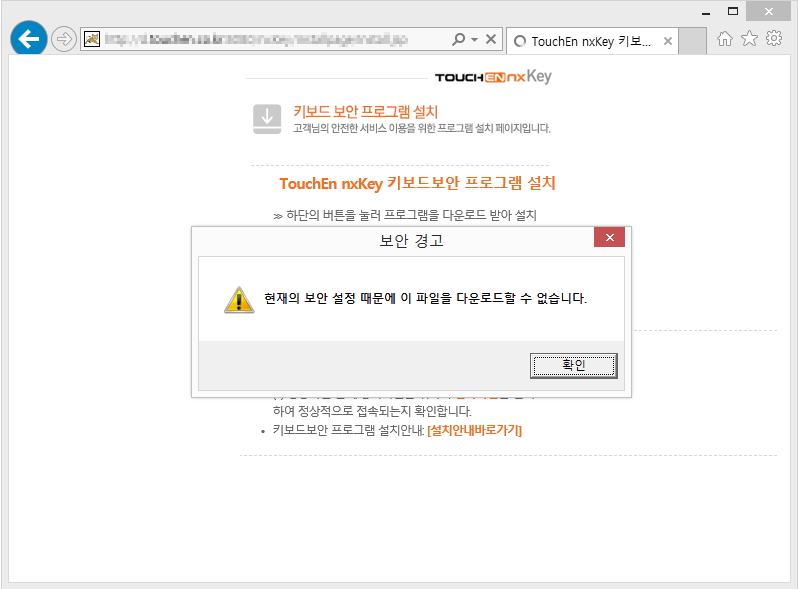 TouchEn nxKey 키보...
TOUCHEN nxKey
키보드 보안 프로그램 설치
고객님의 안전한 서비스 이용을 위한 프로그램 설치 페이지입니다.
TouchEn nxKey 키보드보안 프로그램 설치
≫ 하단의 버튼을 눌러 프로그램을 다운로드 받아 설치
보안 경고
현재의 보안 설정 때문에 이 파일을 다운로드할 수 없습니다.
확인
하여 정상적으로 접속되는지 확인합니다.
• 키보드보안 프로그램 설치안내: [설치안내바로가기]